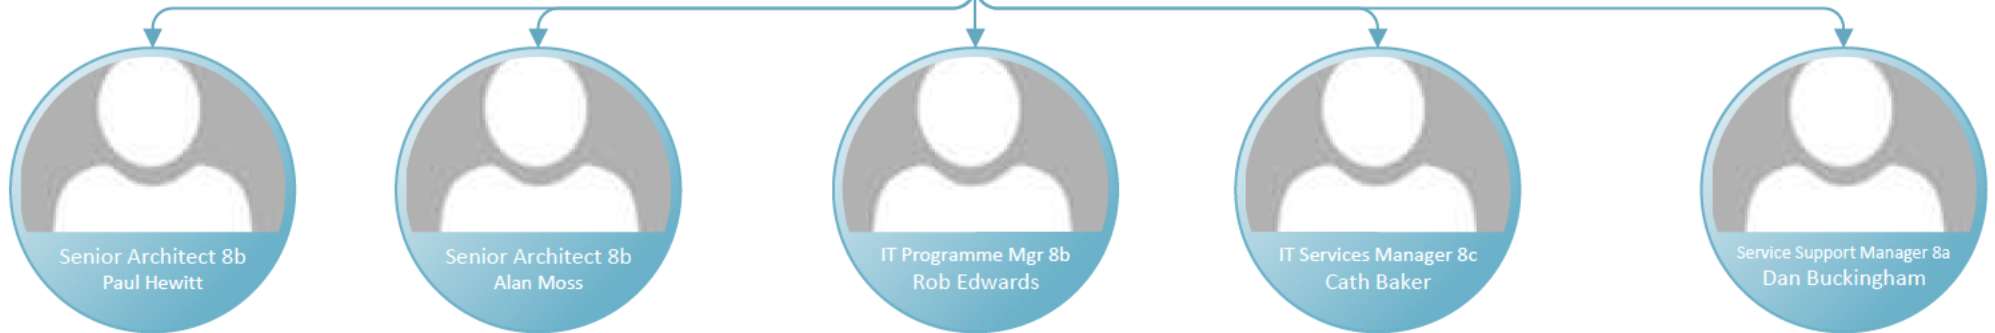 Senior Architect 8b
Paul Hewitt
Senior Architect 8b
Alan Moss
IT Programme Mgr 8b
Rob Edwards
IT Services Manager 8c
Cath Baker
Service Support Manager 8a
Dan Buckingham